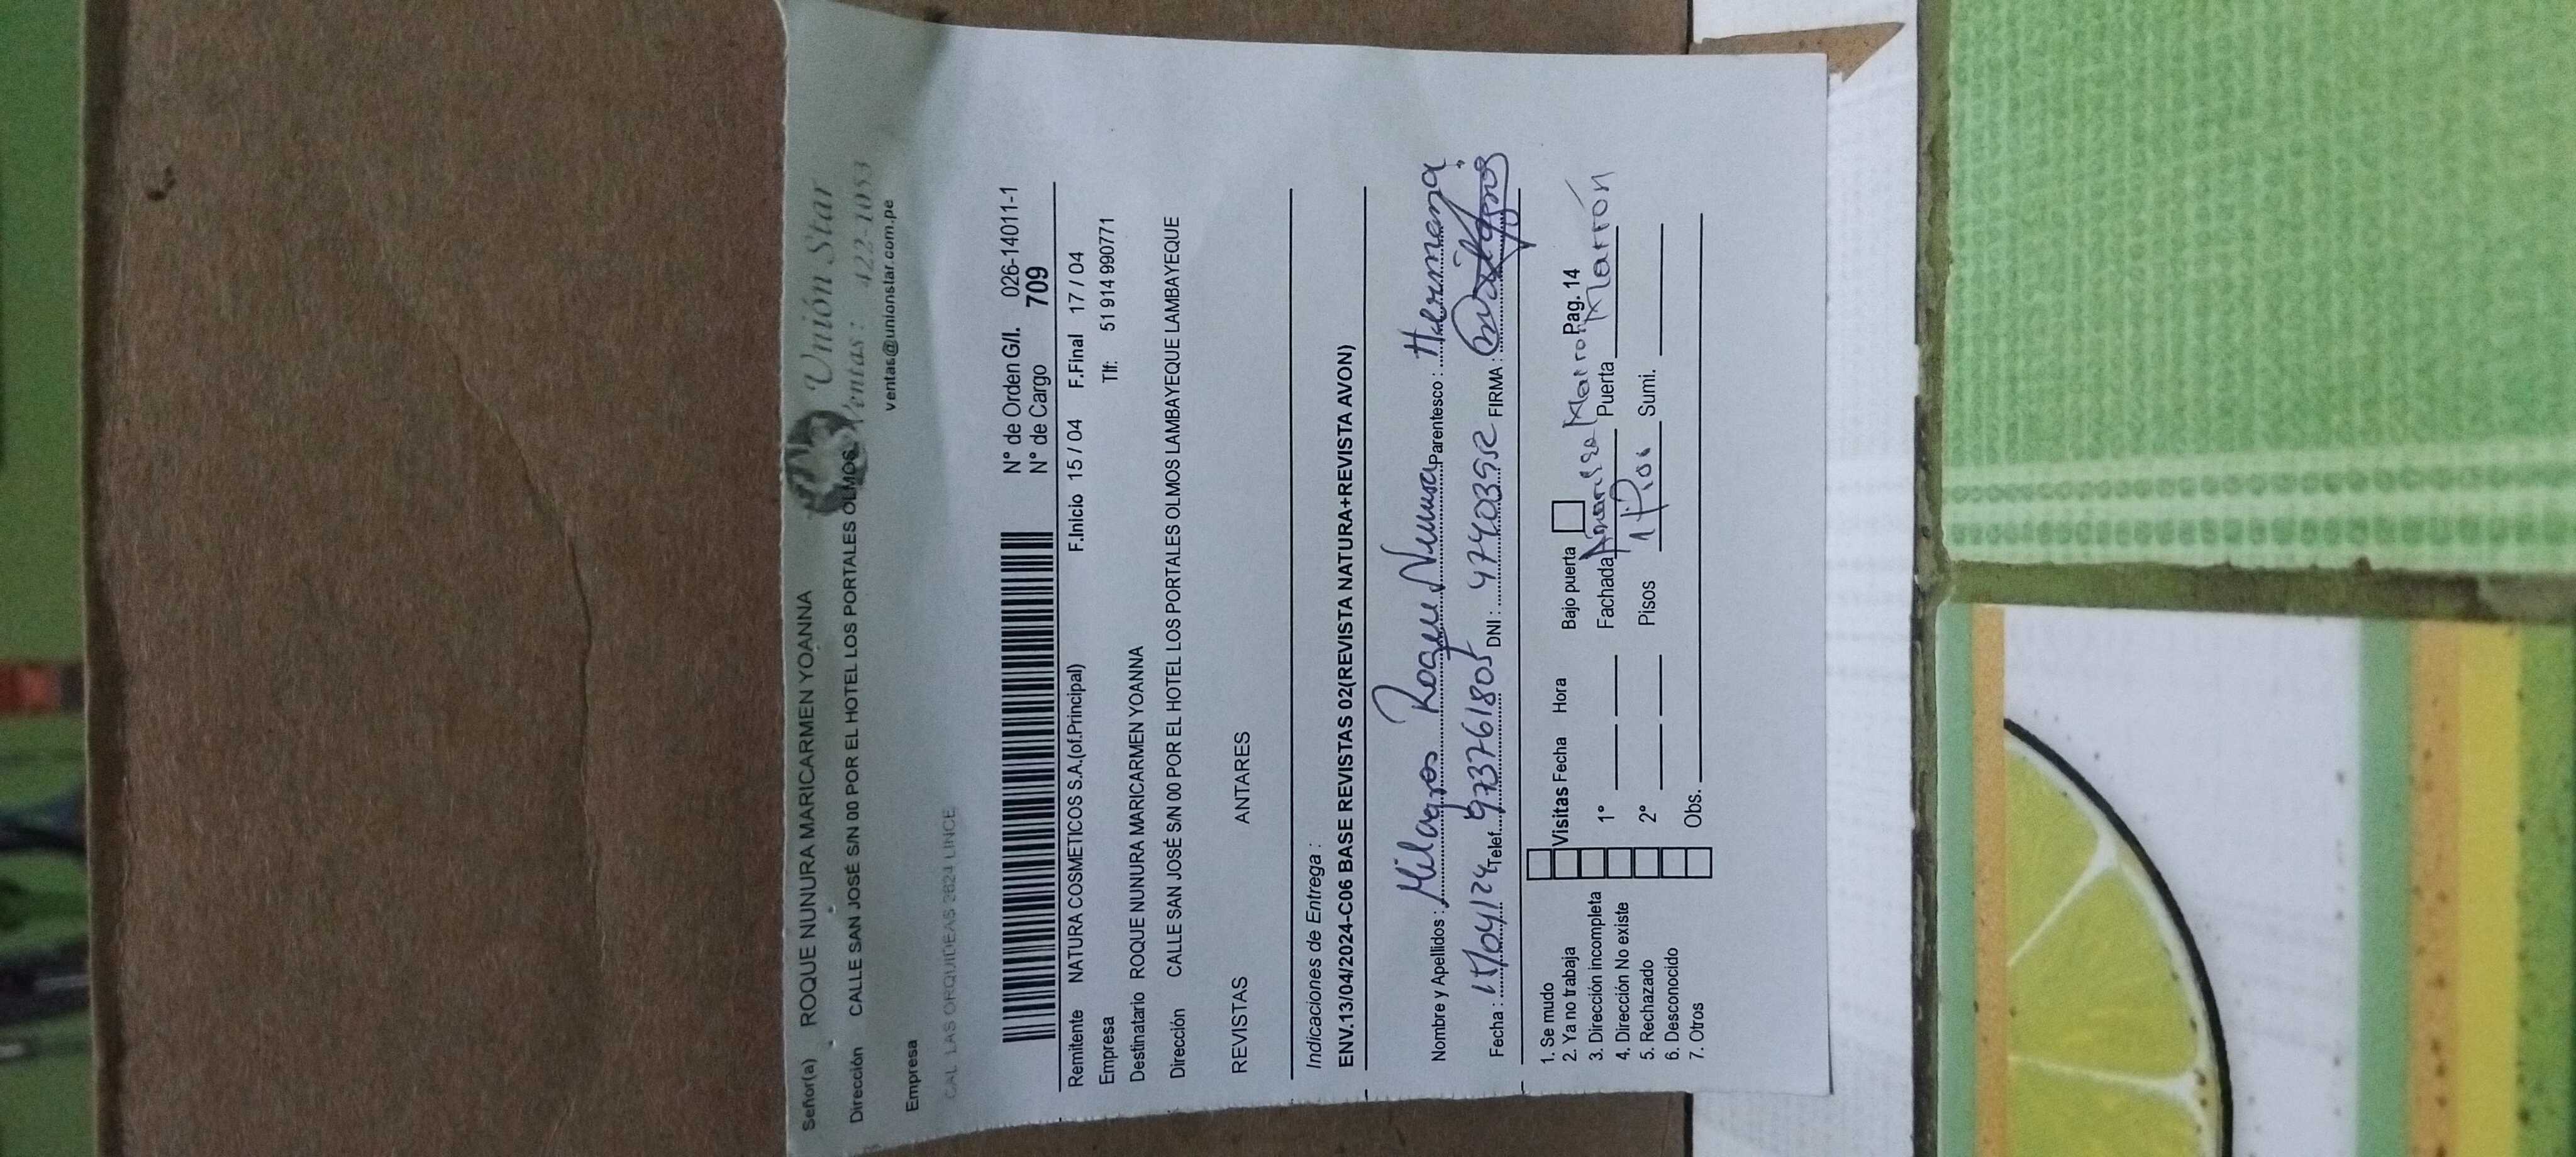 Señor(a) ROQUE NUNURA MARICARMEN YOANNA
Unión Star
Dirección CALLE SAN JOSÉ S/N 00 POR EL HOTEL LOS PORTALES OLMOS
Ventas : 422-1053
ventas@unionstar.com.pe
Empresa
CAL LAS ORQUIDEAS 2624 LINCE
N° de Orden G/I. 026-14011-1
N° de Cargo 709
Remitente NATURA COSMETICOS S.A.(of.Principal) F.Inicio 15 / 04 F.Final 17 / 04
Empresa Tlf: 51 914 990771
Destinatario ROQUE NUNURA MARICARMEN YOANNA
Dirección CALLE SAN JOSÉ S/N 00 POR EL HOTEL LOS PORTALES OLMOS LAMBAYEQUE LAMBAYEQUE
REVISTAS ANTARES
Indicaciones de Entrega :
ENV.13/04/2024-C06 BASE REVISTAS 02(REVISTA NATURA+REVISTA AVON)
Nombre y Apellidos : Milagros Roque Nunura Parentesco : Hermana
Fecha : 15/04/24 Telef. 973761805 DNI : 47440395 FIRMA :
1. Se mudo
2. Ya no trabaja Visitas Fecha Hora Bajo puerta Pag. 14
3. Dirección incompleta 1° Fachada Puerta Marrón
4. Dirección No existe
5. Rechazado 2° Pisos 1 Piso Sumi.
6. Desconocido
7. Otros Obs.